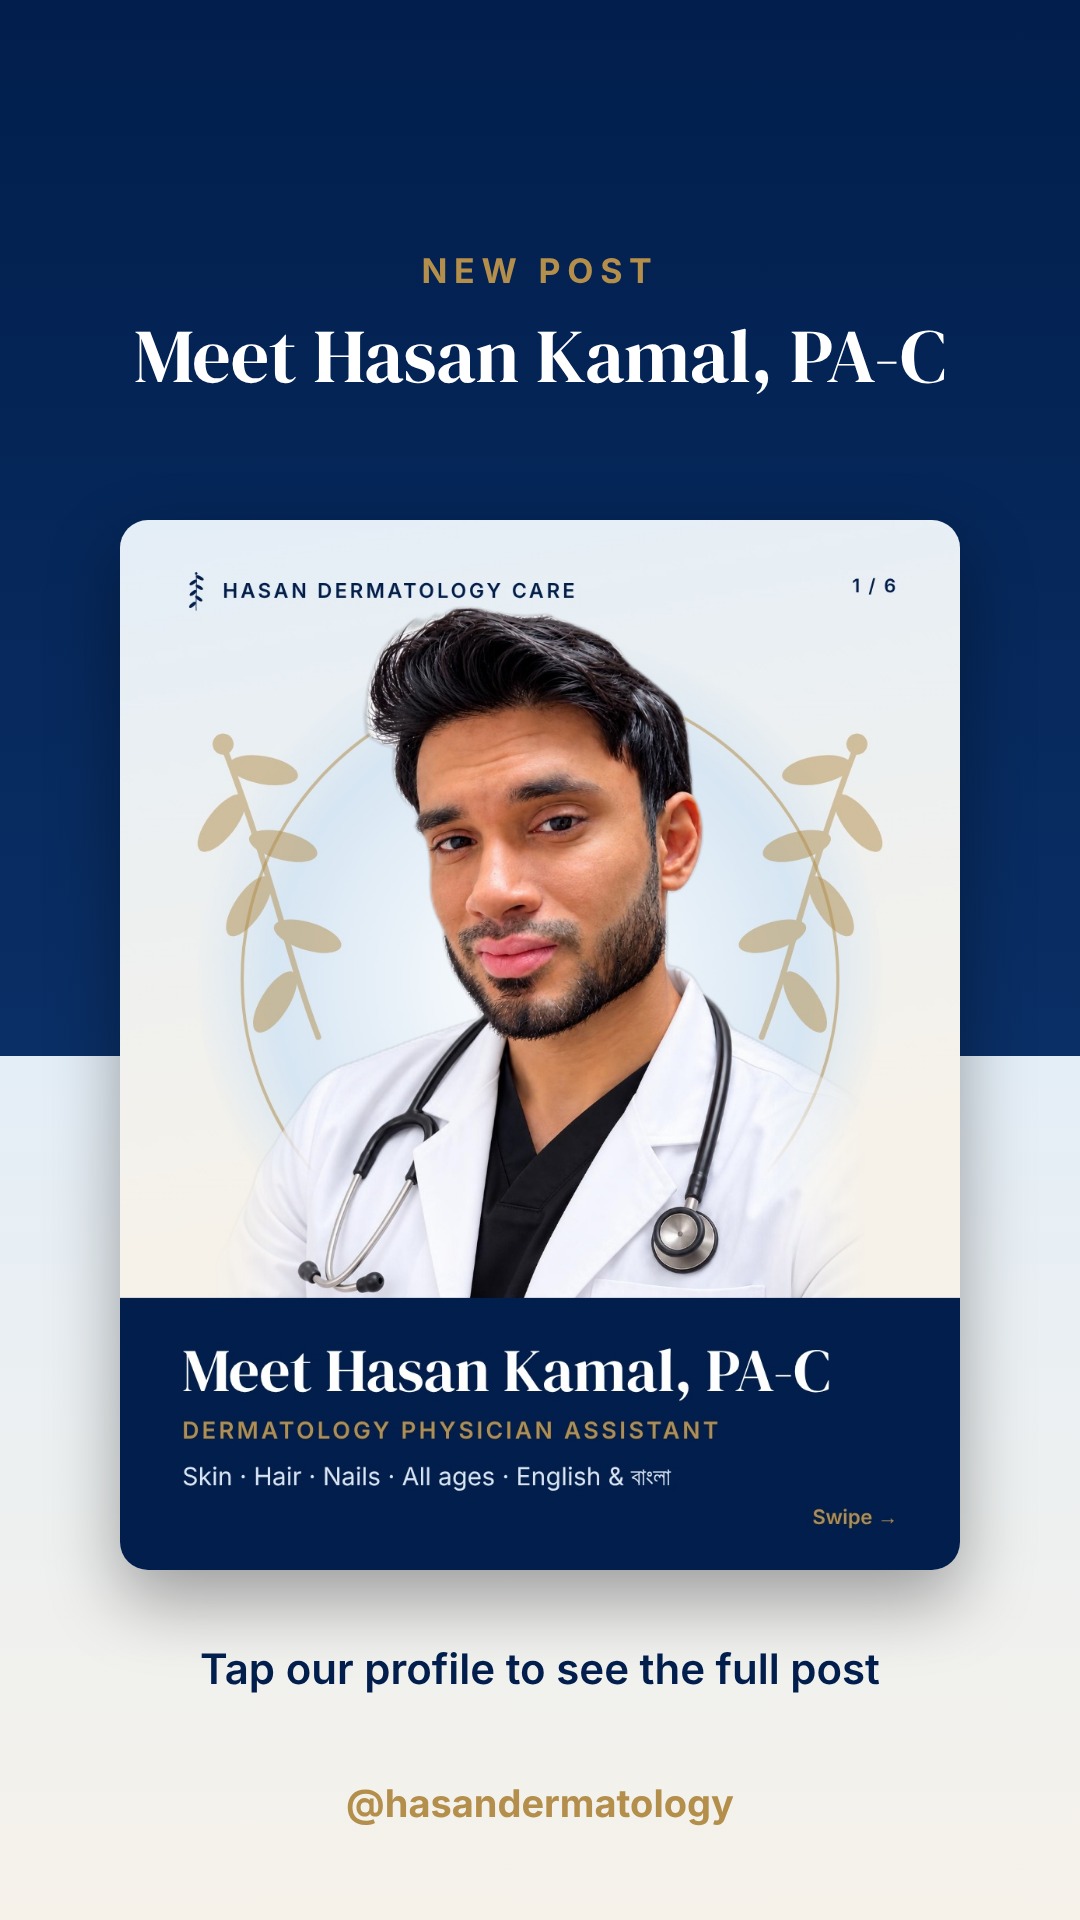 NEW POST
Meet Hasan Kamal, PA-C
HASAN DERMATOLOGY CARE
1 / 6
Meet Hasan Kamal, PA-C
DERMATOLOGY PHYSICIAN ASSISTANT
Skin · Hair · Nails · All ages · English & বাংলা
Swipe →
Tap our profile to see the full post
@hasandermatology